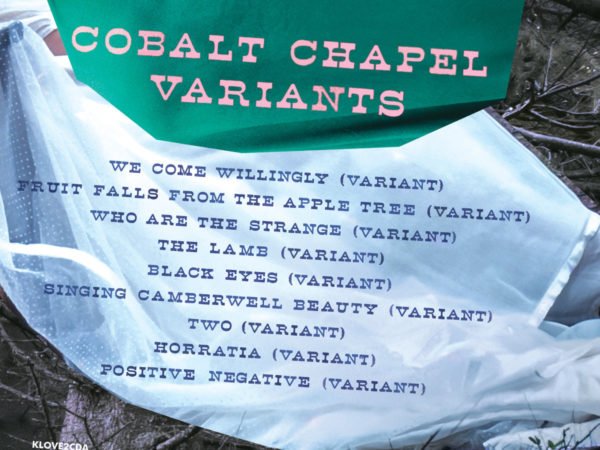 COBALT CHAPEL
VARIANTS
WE COME WILLINGLY (VARIANT)
FRUIT FALLS FROM THE APPLE TREE (VARIANT)
WHO ARE THE STRANGE (VARIANT)
THE LAMB (VARIANT)
BLACK EYES (VARIANT)
SINGING CAMBERWELL BEAUTY (VARIANT)
TWO (VARIANT)
HORRATIA (VARIANT)
POSITIVE NEGATIVE (VARIANT)
KLOVE2CDA